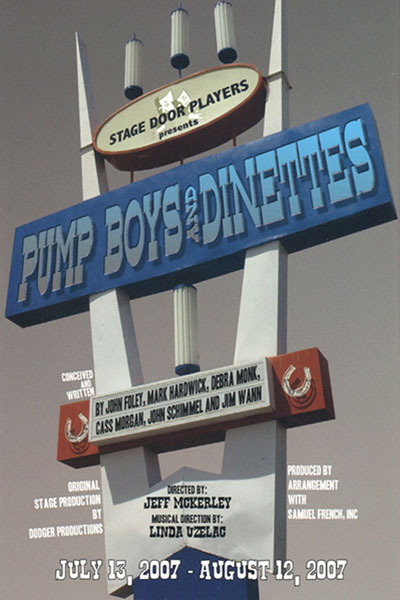 STAGE DOOR PLAYERS
presents
PUMP BOYS AND DINETTES
CONCEIVED
AND
WRITTEN
BY JOHN FOLEY, MARK HARDWICK, DEBRA MONK,
CASS MORGAN, JOHN SCHIMMEL AND JIM WANN
ORIGINAL
STAGE PRODUCTION
BY
DODGER PRODUCTIONS
DIRECTED BY:
JEFF MCKERLEY
MUSICAL DIRECTION BY:
LINDA UZELAC
PRODUCED BY
ARRANGEMENT
WITH
SAMUEL FRENCH, INC
JULY 13, 2007 - AUGUST 12, 2007